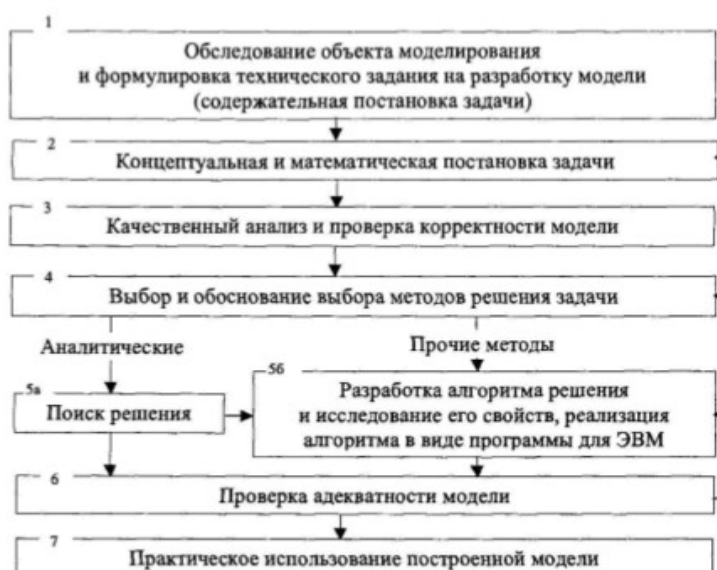 1
Обследование объекта моделирования
и формулировка технического задания на разработку модели
(содержательная постановка задачи)
2
Концептуальная и математическая постановка задачи
3
Качественный анализ и проверка корректности модели
4
Выбор и обоснование выбора методов решения задачи
Аналитические
Прочие методы
5а
Поиск решения
5б
Разработка алгоритма решения
и исследование его свойств, реализация
алгоритма в виде программы для ЭВМ
6
Проверка адекватности модели
7
Практическое использование построенной модели